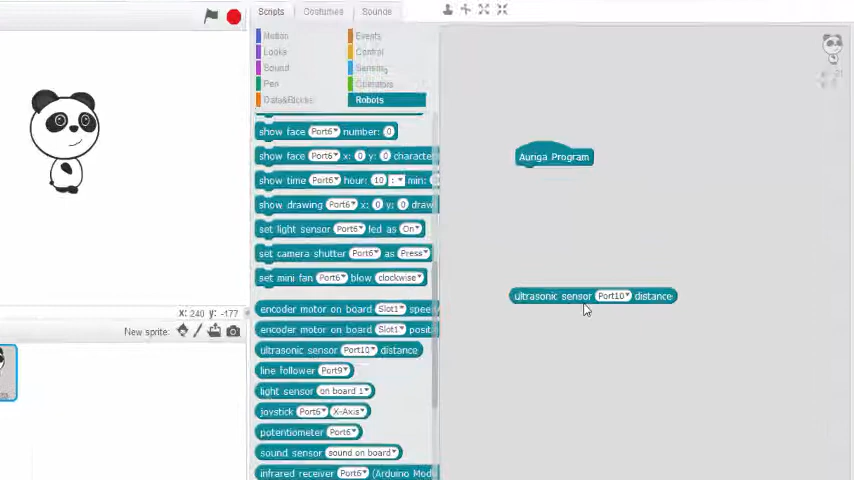 Scripts Costumes Sounds
Motion Events
Looks Control
Sound Sensing
Pen Operators
Data&Blocks Robots
show face Port6 number: 0
show face Port6 x: 0 y: 0 characte
show time Port6 hour: 10 : min:
show drawing Port6 x: 0 y: 0 draw
set light sensor Port6 led as On
set camera shutter Port6 as Press
set mini fan Port6 blow clockwise
encoder motor on board Slot1 spee
encoder motor on board Slot1 posit
ultrasonic sensor Port10 distance
line follower Port9
light sensor on board 1
joystick Port6 X-Axis
potentiometer Port6
sound sensor sound on board
infrared receiver Port6 (Arduino Mod
Auriga Program
ultrasonic sensor Port10 distance
x: 240 y: -177
New sprite: